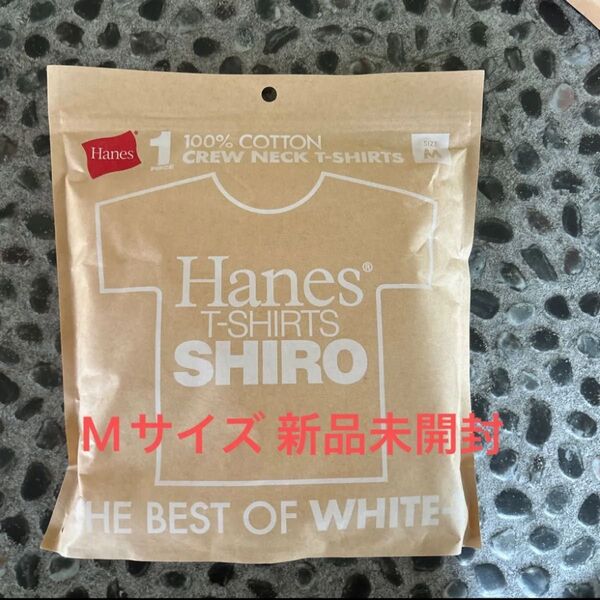 Hanes
1
PIECE
100% COTTON
CREW NECK T-SHIRTS
SIZE
M
Hanes®
T-SHIRTS
SHIRO
Mサイズ 新品未開封
HE BEST OF WHITE